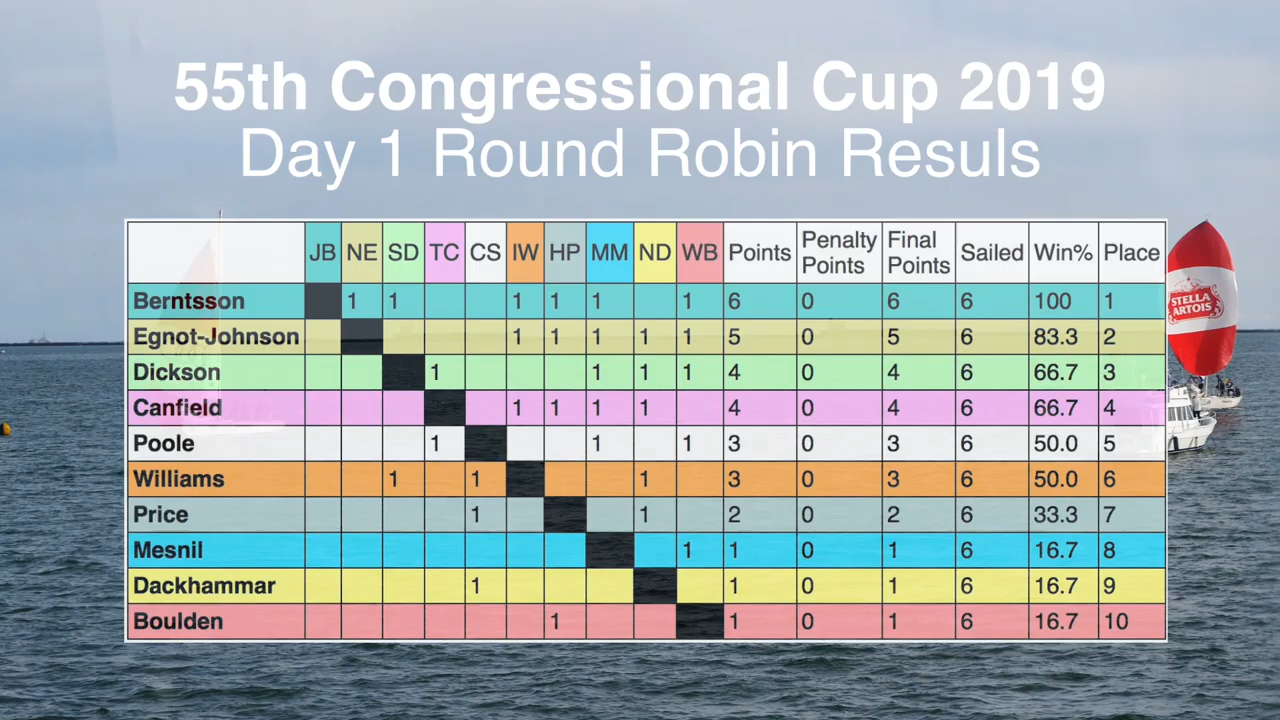 55th Congressional Cup 2019
Day 1 Round Robin Resuls
JB NE SD TC CS IW HP MM ND WB Points Penalty Points Final Points Sailed Win% Place
Berntsson 1 1 1 1 1 1 6 0 6 6 100 1
Egnot-Johnson 1 1 1 1 1 5 0 5 6 83.3 2
Dickson 1 1 1 1 4 0 4 6 66.7 3
Canfield 1 1 1 1 4 0 4 6 66.7 4
Poole 1 1 1 3 0 3 6 50.0 5
Williams 1 1 1 3 0 3 6 50.0 6
Price 1 1 2 0 2 6 33.3 7
Mesnil 1 1 0 1 6 16.7 8
Dackhammar 1 1 0 1 6 16.7 9
Boulden 1 1 0 1 6 16.7 10
STELLA
ARTOIS